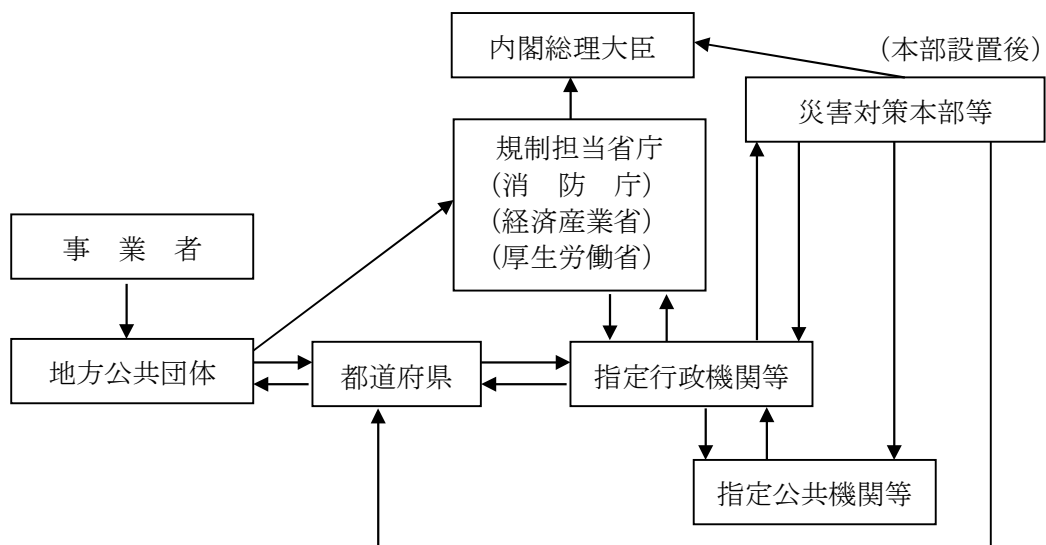 内閣総理大臣
（本部設置後）
災害対策本部等
規制担当省庁
（消　防　庁）
（経済産業省）
（厚生労働省）
事　業　者
地方公共団体
都道府県
指定行政機関等
指定公共機関等